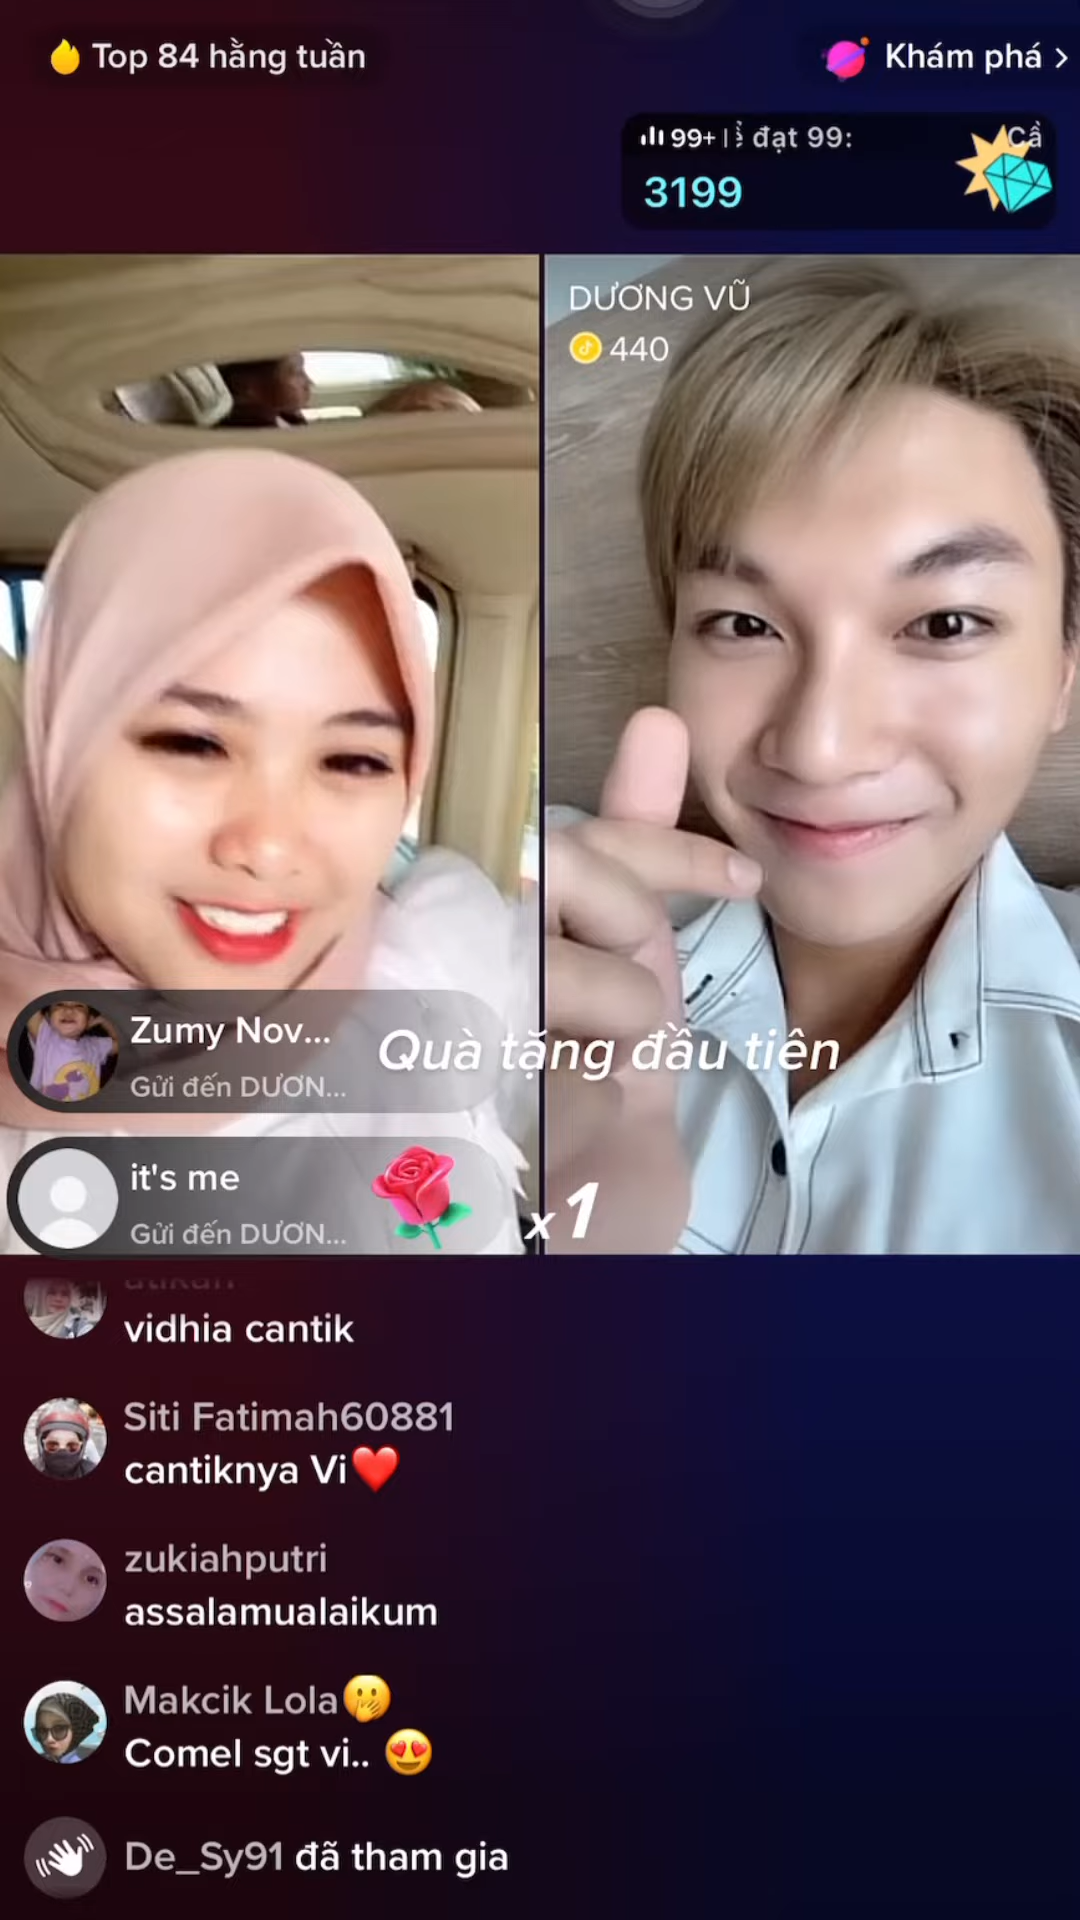 Top 84 hằng tuần
Khám phá
99+
đạt 99:
Cầ
3199
DƯƠNG VŨ
440
Zumy Nov...
Gửi đến DƯƠN...
Quà tặng đầu tiên
it's me
Gửi đến DƯƠN...
x1
vidhia cantik
Siti Fatimah60881
cantiknya Vi❤️
zukiahputri
assalamualaikum
Makcik Lola🤭
Comel sgt vi.. 😍
De_Sy91 đã tham gia